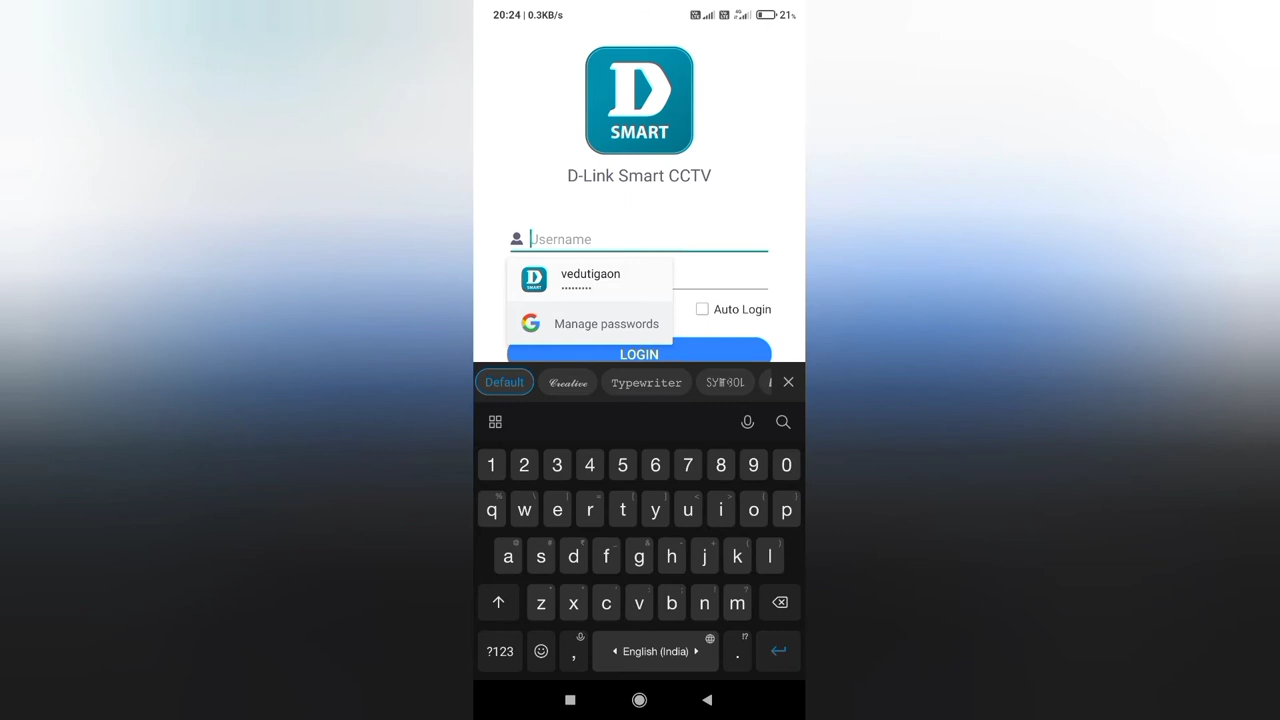 20:24 | 0.3KB/s
21%
D
SMART
D-Link Smart CCTV
Username
D
SMART
vedutigaon
•••••••••
Manage passwords
Auto Login
LOGIN
Default
Creative
Typewriter
SYMBOL
1 2 3 4 5 6 7 8 9 0
q w e r t y u i o p
a s d f g h j k l
z x c v b n m
?123
,
English (India)
.